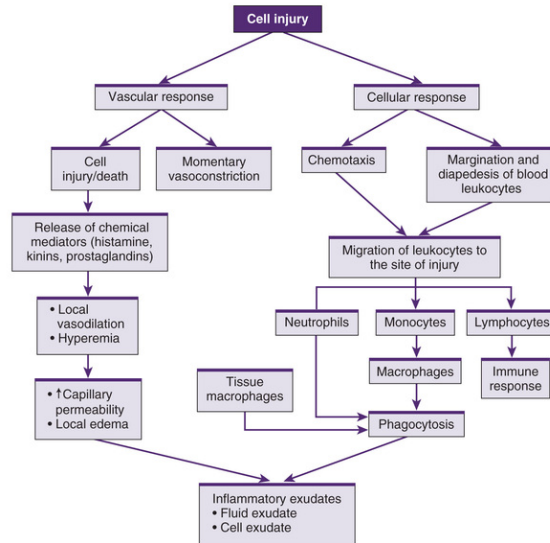 Cell injury
Vascular response
Cellular response
Cell
injury/death
Momentary
vasoconstriction
Chemotaxis
Margination and
diapedesis of blood
leukocytes
Release of chemical
mediators (histamine,
kinins, prostaglandins)
Migration of leukocytes to
the site of injury
• Local
vasodilation
• Hyperemia
Neutrophils
Monocytes
Lymphocytes
Tissue
macrophages
Macrophages
Immune
response
• ↑Capillary
permeability
• Local edema
Phagocytosis
Inflammatory exudates
• Fluid exudate
• Cell exudate